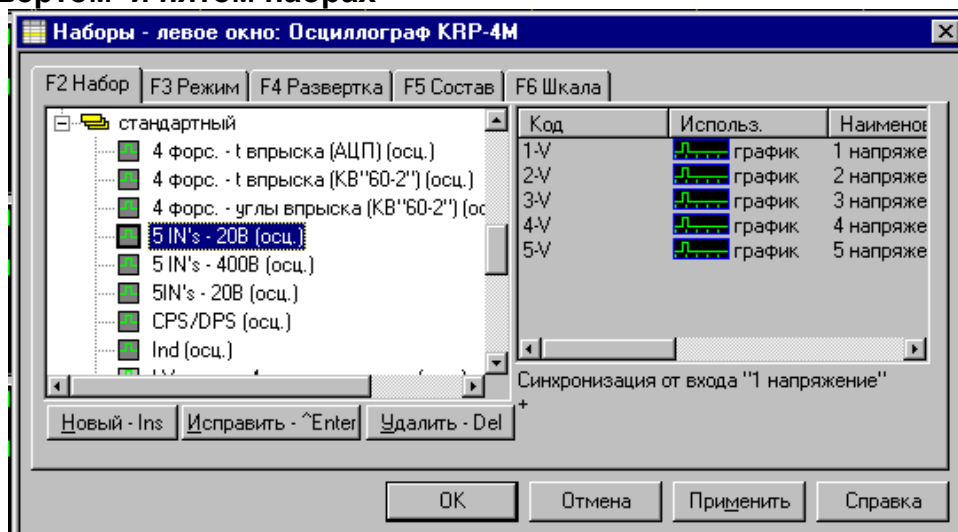 вертом и пятом наборах
Наборы - левое окно: Осциллограф KRP-4M
F2 Набор F3 Режим F4 Развертка F5 Состав F6 Шкала
стандартный
4 форс. - t впрыска (АЦП) (осц.)
4 форс. - t впрыска (КВ"60-2") (осц.)
4 форс. - углы впрыска (КВ"60-2") (ос
5 IN's - 20В (осц.)
5 IN's - 400В (осц.)
5IN's - 20В (осц.)
CPS/DPS (осц.)
Ind (осц.)
Новый - Ins Исправить - ^Enter Удалить - Del
Код Использ. Наименов
1-V график 1 напряже
2-V график 2 напряже
3-V график 3 напряже
4-V график 4 напряже
5-V график 5 напряже
Синхронизация от входа "1 напряжение"
+
OK Отмена Применить Справка